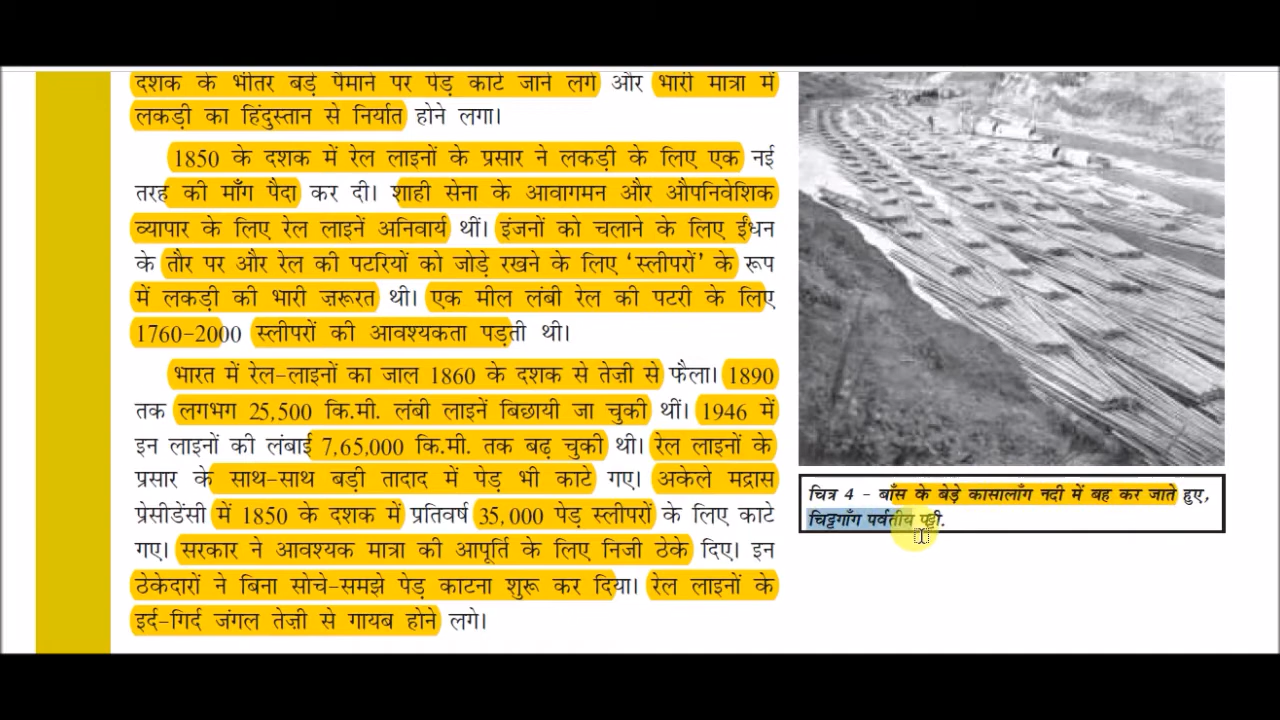 दशक के भीतर बड़े पैमाने पर पेड़ काटे जाने लगे और भारी मात्रा में
लकड़ी का हिंदुस्तान से निर्यात होने लगा।
1850 के दशक में रेल लाइनों के प्रसार ने लकड़ी के लिए एक नई
तरह की माँग पैदा कर दी। शाही सेना के आवागमन और औपनिवेशिक
व्यापार के लिए रेल लाइनें अनिवार्य थीं। इंजनों को चलाने के लिए ईंधन
के तौर पर और रेल की पटरियों को जोड़े रखने के लिए ‘स्लीपरों’ के रूप
में लकड़ी की भारी ज़रूरत थी। एक मील लंबी रेल की पटरी के लिए
1760–2000 स्लीपरों की आवश्यकता पड़ती थी।
भारत में रेल-लाइनों का जाल 1860 के दशक से तेज़ी से फैला। 1890
तक लगभग 25,500 कि.मी. लंबी लाइनें बिछायी जा चुकी थीं। 1946 में
इन लाइनों की लंबाई 7,65,000 कि.मी. तक बढ़ चुकी थी। रेल लाइनों के
प्रसार के साथ-साथ बड़ी तादाद में पेड़ भी काटे गए। अकेले मद्रास
प्रेसीडेंसी में 1850 के दशक में प्रतिवर्ष 35,000 पेड़ स्लीपरों के लिए काटे
गए। सरकार ने आवश्यक मात्रा की आपूर्ति के लिए निजी ठेके दिए। इन
ठेकेदारों ने बिना सोचे-समझे पेड़ काटना शुरू कर दिया। रेल लाइनों के
इर्द-गिर्द जंगल तेज़ी से गायब होने लगे।
चित्र 4 – बाँस के बेड़े कासालाँग नदी में बह कर जाते हुए,
चिट्टगाँग पर्वतीय पट्टी.